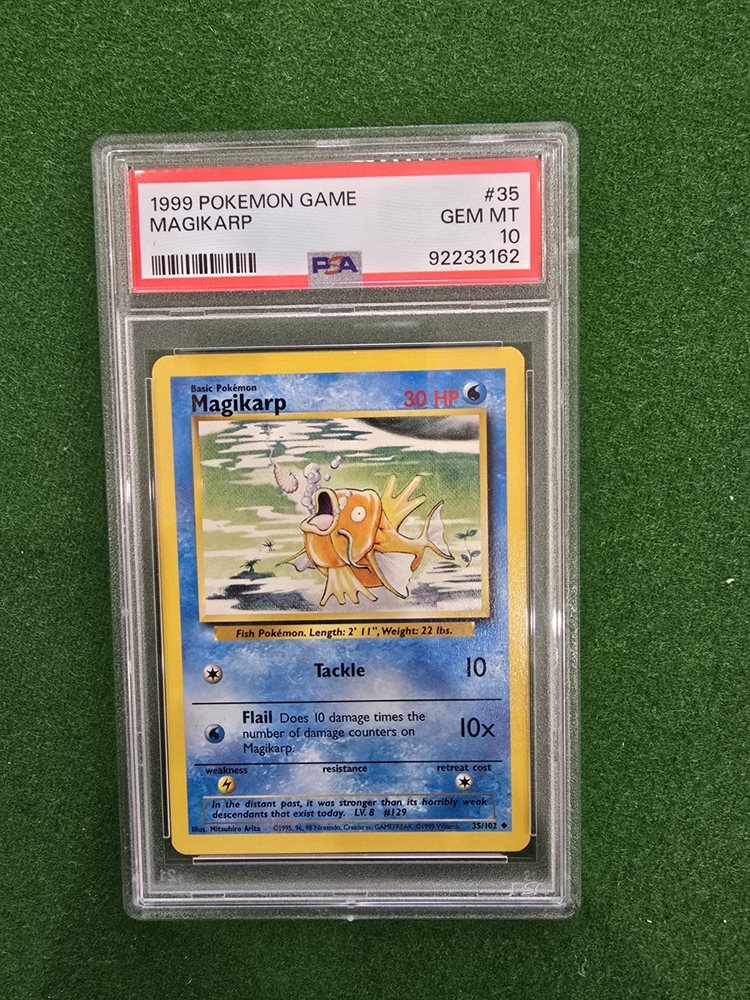 1999 POKEMON GAME #35
MAGIKARP GEM MT
10
PSA 92233162
Basic Pokémon
Magikarp 30 HP
Fish Pokémon. Length: 2' 11", Weight: 22 lbs.
Tackle 10
Flail Does 10 damage times the
number of damage counters on
Magikarp.
10x
weakness resistance retreat cost
In the distant past, it was stronger than its horribly weak
descendants that exist today. LV. 8 #129
Illus. Mitsuhiro Arita ©1995, 96, 98 Nintendo, Creatures, GAMEFREAK. ©1999 Wizards. 35/102